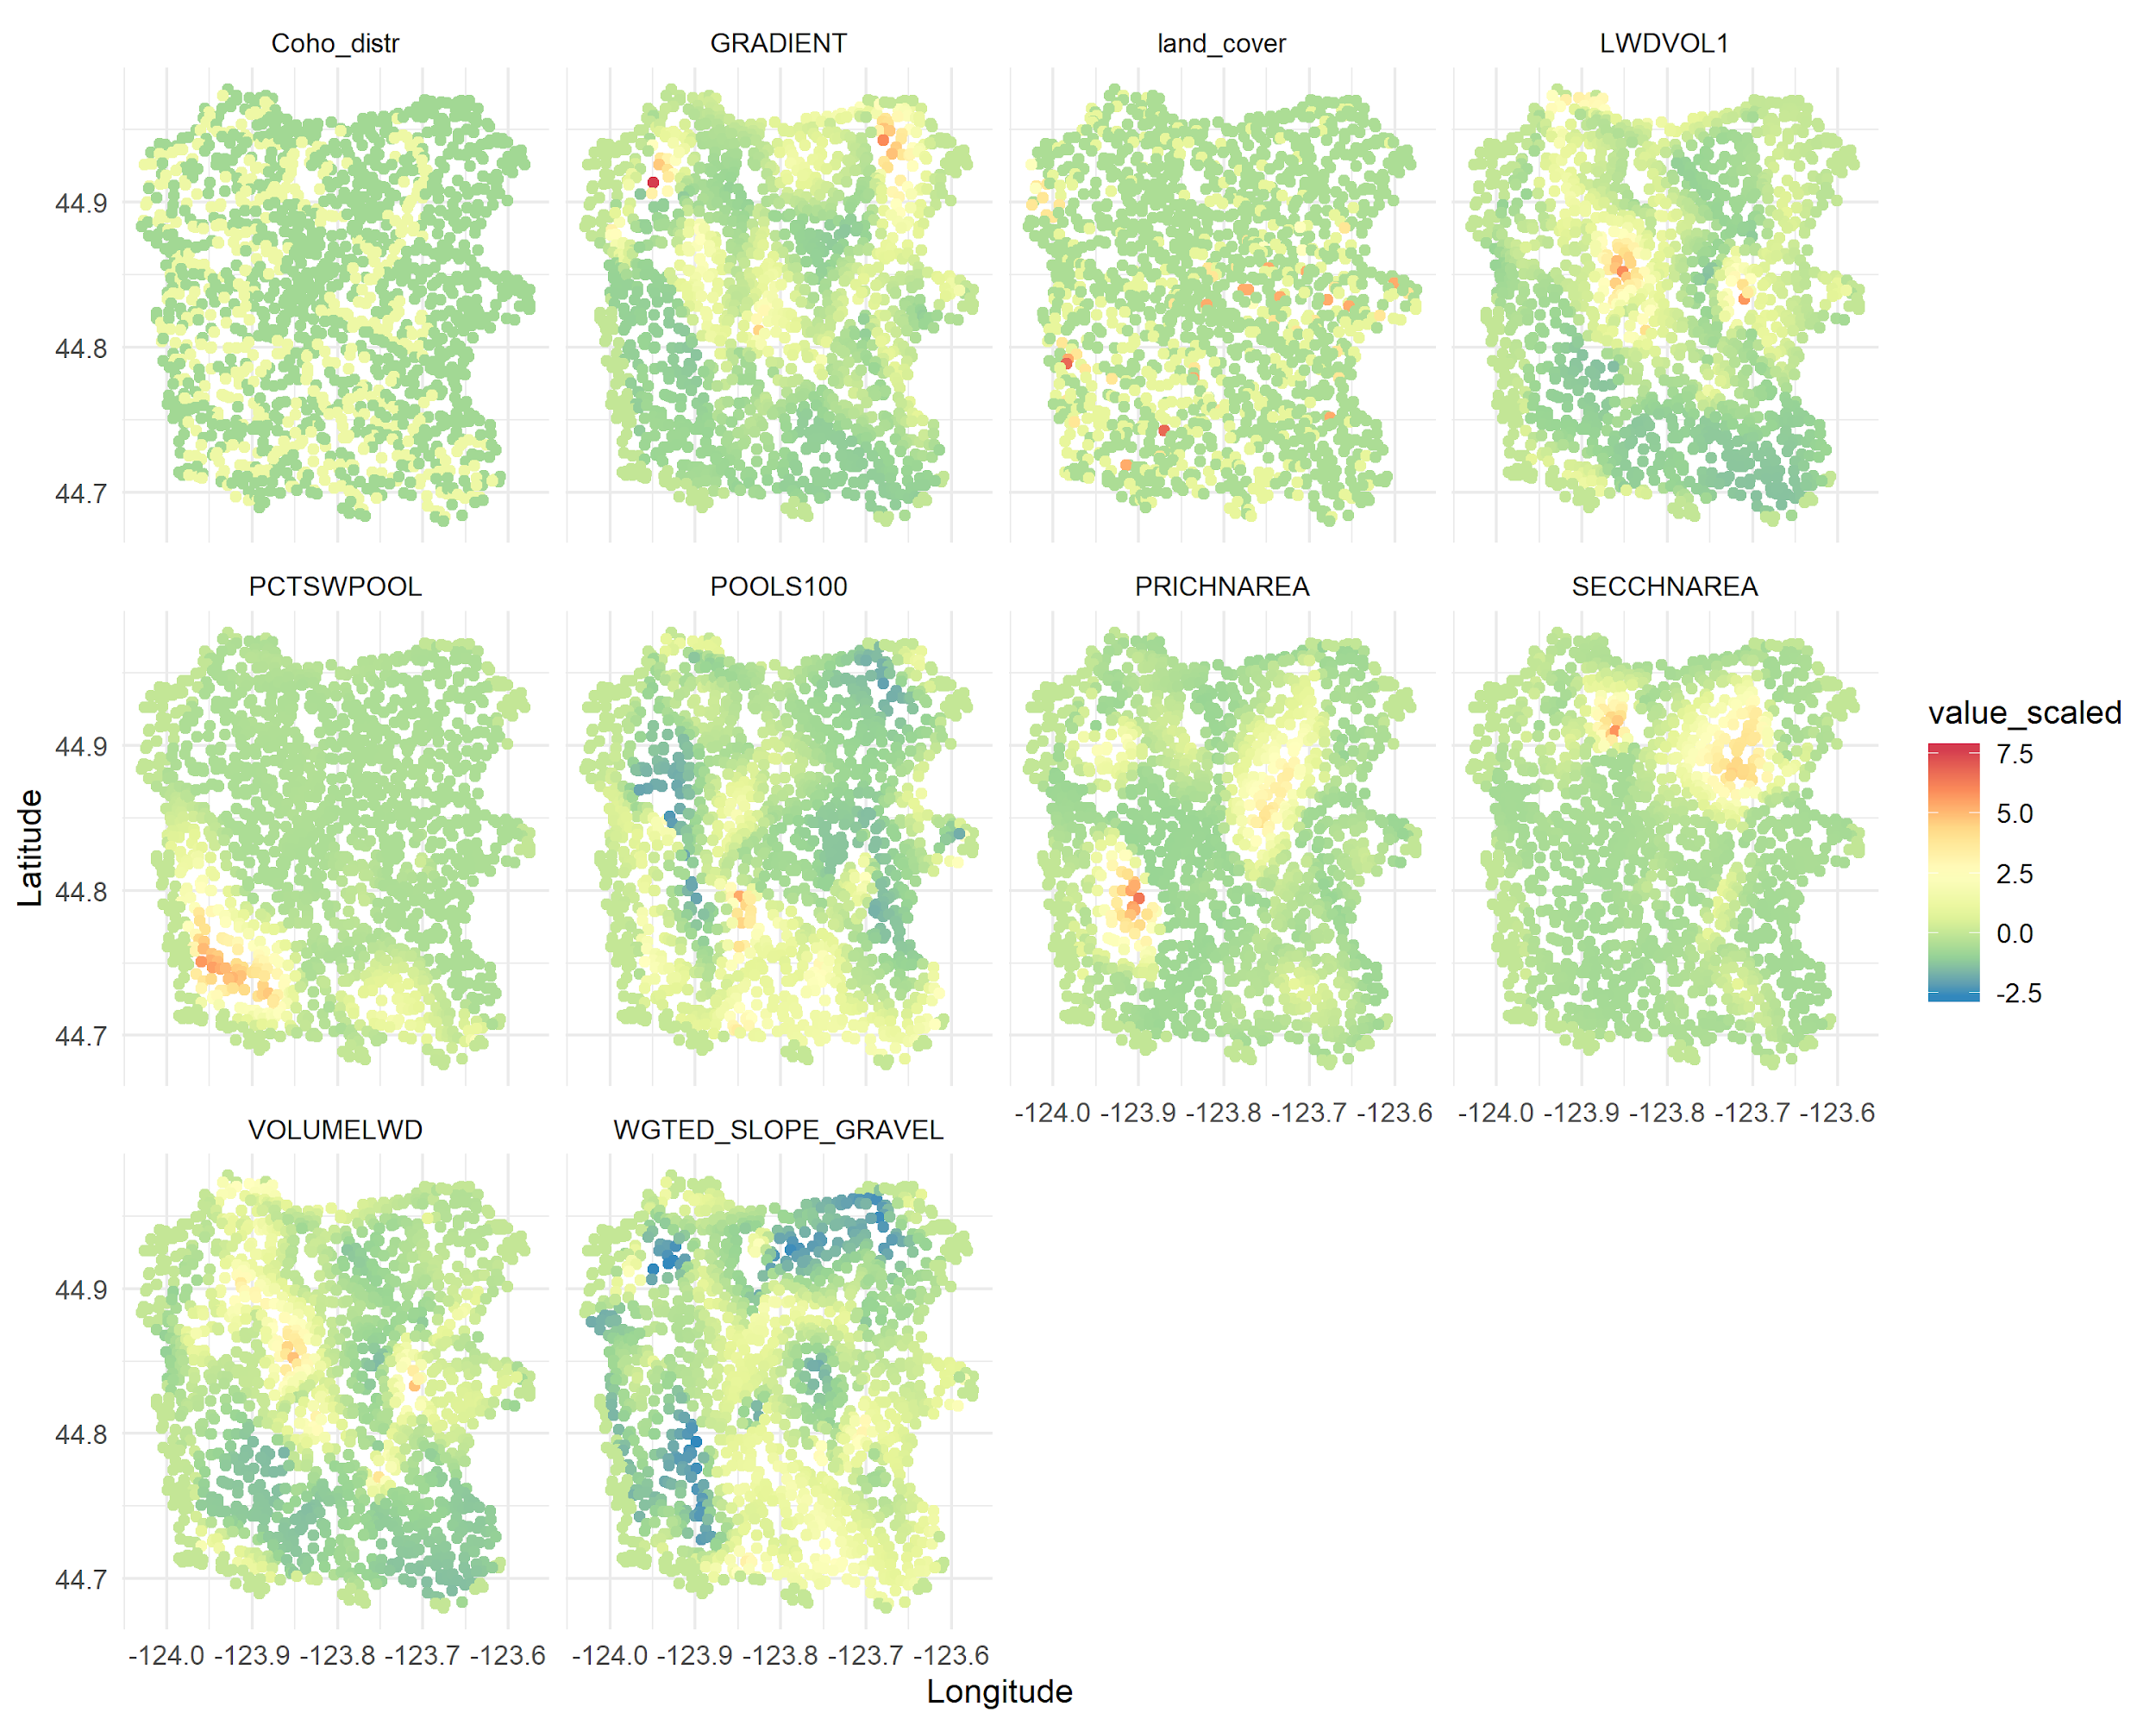 Coho_distr GRADIENT land_cover LWDVOL1
44.9
44.8
44.7
PCTSWPOOL POOLS100 PRICHNAREA SECCHNAREA
value_scaled
7.5
5.0
2.5
0.0
-2.5
Latitude
44.9
44.8
44.7
-124.0 -123.9 -123.8 -123.7 -123.6 -124.0 -123.9 -123.8 -123.7 -123.6
VOLUMELWD WGTED_SLOPE_GRAVEL
44.9
44.8
44.7
-124.0 -123.9 -123.8 -123.7 -123.6 -124.0 -123.9 -123.8 -123.7 -123.6
Longitude